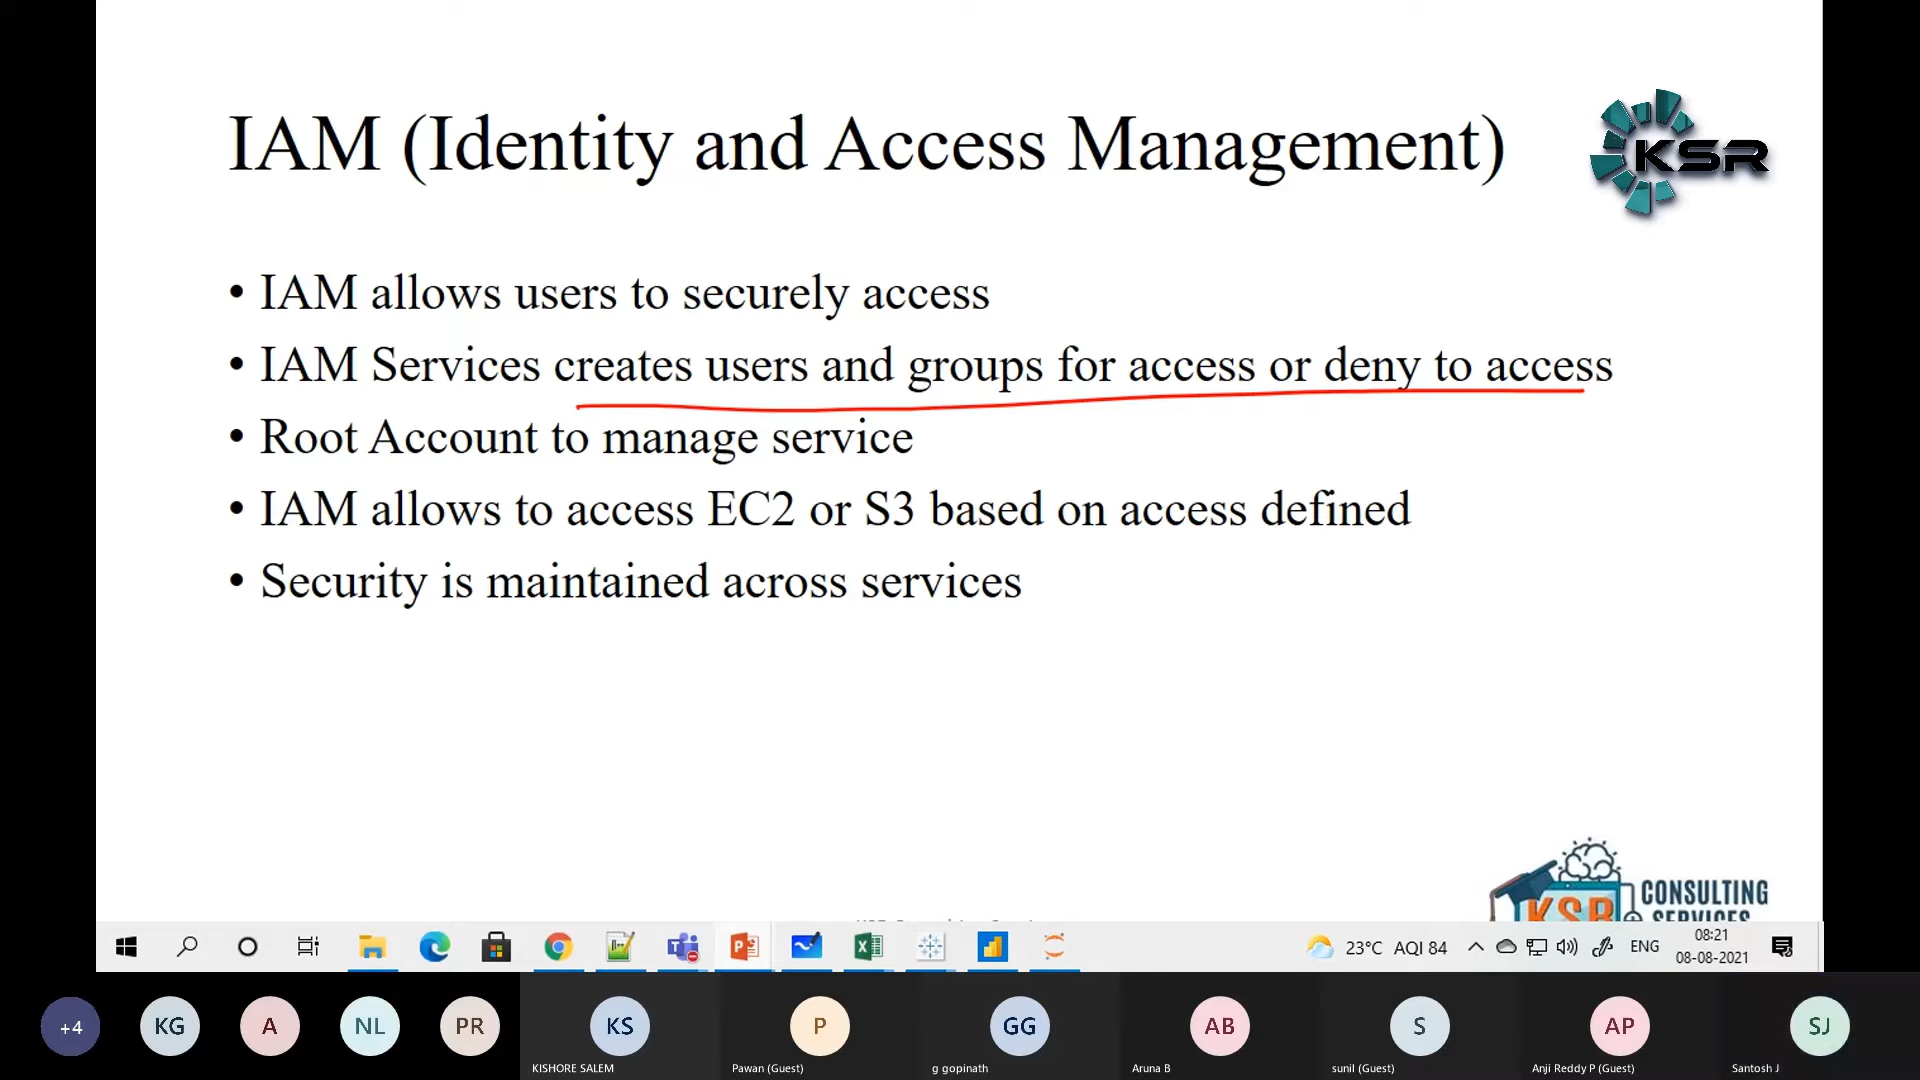 IAM (Identity and Access Management)
KSR
• IAM allows users to securely access
• IAM Services creates users and groups for access or deny to access
• Root Account to manage service
• IAM allows to access EC2 or S3 based on access defined
• Security is maintained across services
KSR
CONSULTING
SERVICES
23°C AQI 84
ENG
08:21
08-08-2021
+4
KG
A
NL
PR
KS
P
GG
AB
S
AP
SJ
KISHORE SALEM
Pawan (Guest)
g gopinath
Aruna B
sunil (Guest)
Anji Reddy P (Guest)
Santosh J